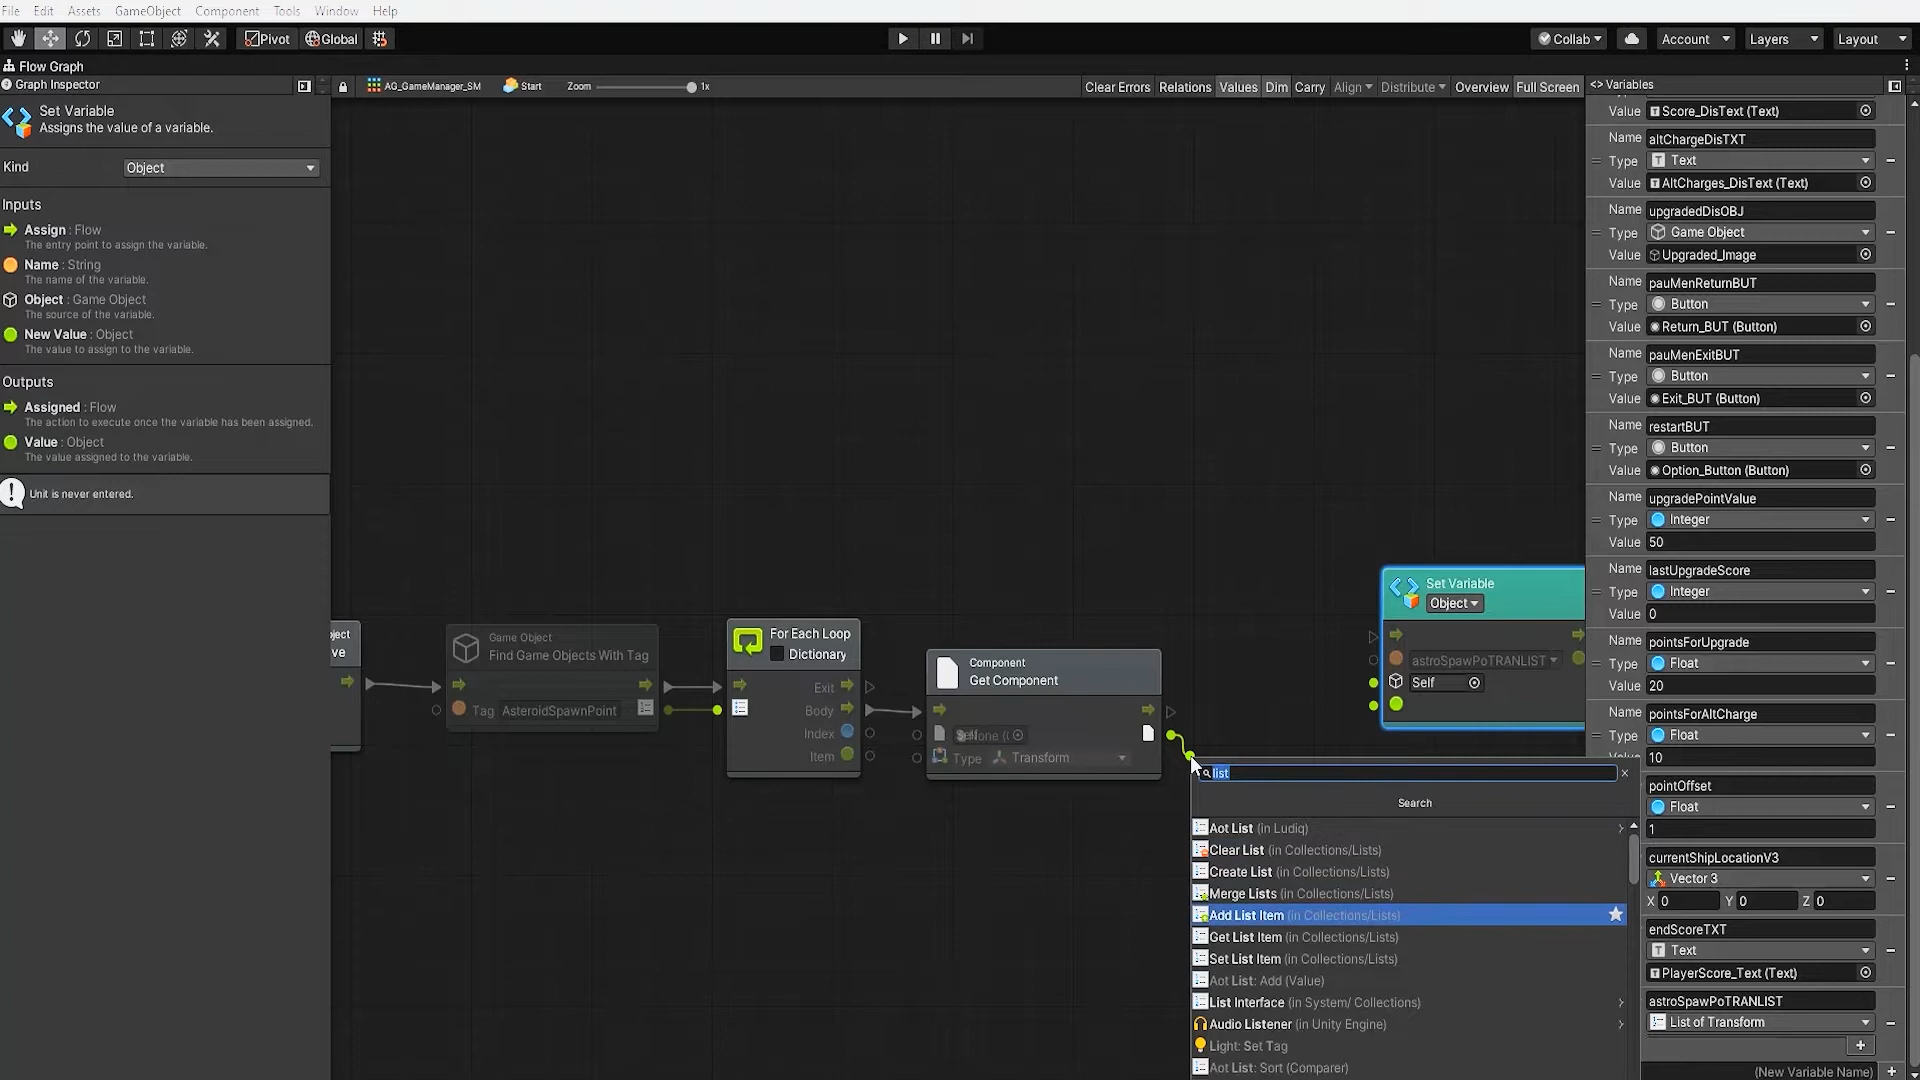 File Edit Assets GameObject Component Tools Window Help
Pivot Global Collab Account Layers Layout
Flow Graph
Graph Inspector
AG_GameManager_SM Start Zoom 1x Clear Errors Relations Values Dim Carry Align Distribute Overview Full Screen
<> Variables
Set Variable
Assigns the value of a variable.
Kind Object
Inputs
Assign : Flow
The entry point to assign the variable.
Name : String
The name of the variable.
Object : Game Object
The source of the variable.
New Value : Object
The value to assign to the variable.
Outputs
Assigned : Flow
The action to execute once the variable has been assigned.
Value : Object
The value assigned to the variable.
Unit is never entered.
Game Object
Find Game Objects With Tag
Tag AsteroidSpawnPoint
For Each Loop
Dictionary
Exit
Body
Index
Item
Component
Get Component
Type Transform
Set Variable
Object
astroSpawPoTRANLIST
Self
list
Search
Aot List (in Ludiq)
Clear List (in Collections/Lists)
Create List (in Collections/Lists)
Merge Lists (in Collections/Lists)
Add List Item (in Collections/Lists)
Get List Item (in Collections/Lists)
Set List Item (in Collections/Lists)
Aot List: Add (Value)
List Interface (in System/ Collections)
Audio Listener (in Unity Engine)
Light: Set Tag
Aot List: Sort (Comparer)
Value Score_DisText (Text)
Name altChargeDisTXT
Type Text
Value AltCharges_DisText (Text)
Name upgradedDisOBJ
Type Game Object
Value Upgraded_Image
Name pauMenReturnBUT
Type Button
Value Return_BUT (Button)
Name pauMenExitBUT
Type Button
Value Exit_BUT (Button)
Name restartBUT
Type Button
Value Option_Button (Button)
Name upgradePointValue
Type Integer
Value 50
Name lastUpgradeScore
Type Integer
Value 0
Name pointsForUpgrade
Type Float
Value 20
Name pointsForAltCharge
Type Float
10
pointOffset
Float
1
currentShipLocationV3
Vector 3
X 0 Y 0 Z 0
endScoreTXT
Text
PlayerScore_Text (Text)
astroSpawPoTRANLIST
List of Transform
(New Variable Name)